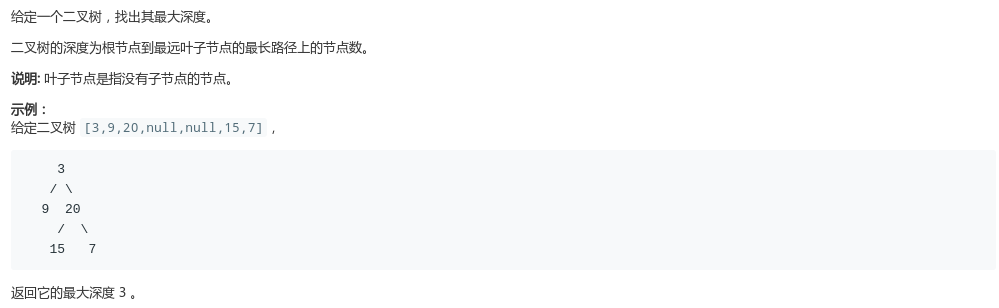 给定一个二叉树，找出其最大深度。
二叉树的深度为根节点到最远叶子节点的最长路径上的节点数。
说明: 叶子节点是指没有子节点的节点。
示例：
给定二叉树 [3,9,20,null,null,15,7]，
3
/ \
9 20
/ \
15 7
返回它的最大深度 3 。